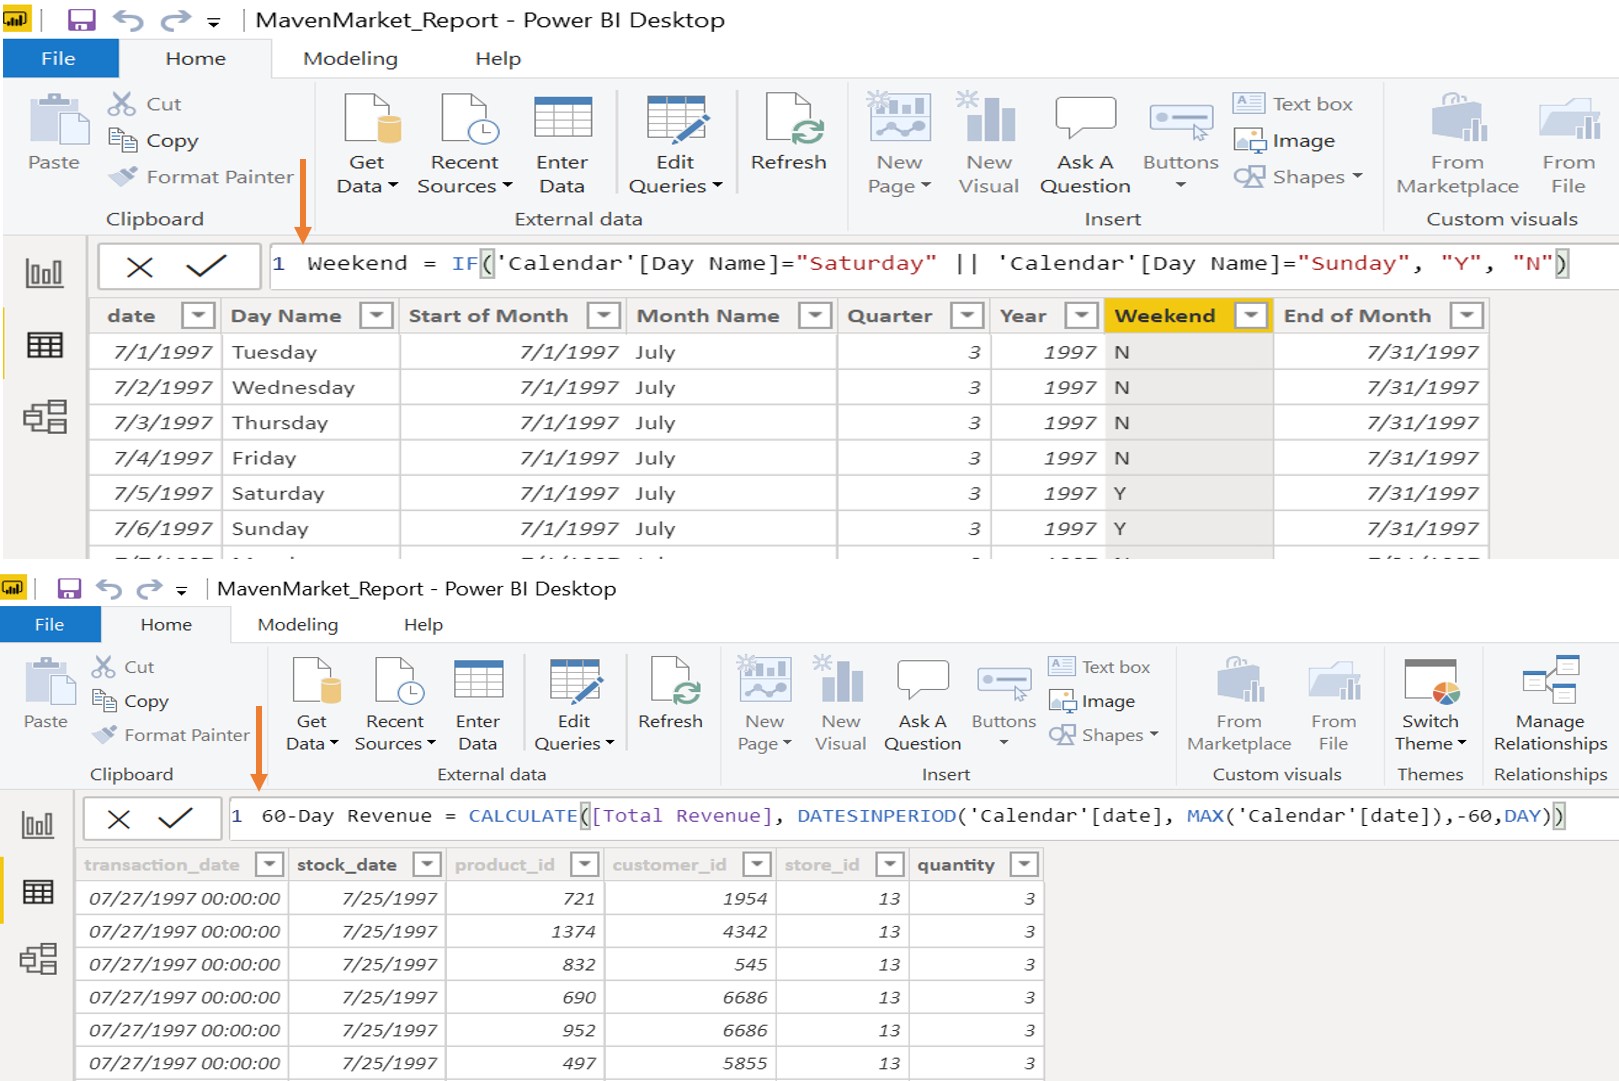 MavenMarket_Report - Power BI Desktop
File Home Modeling Help
Paste Cut Copy Format Painter
Clipboard
Get Data Recent Sources Enter Data Edit Queries Refresh
External data
New Page New Visual Ask A Question Buttons Text box Image Shapes
Insert
From Marketplace From File
Custom visuals
1 Weekend = IF('Calendar'[Day Name]="Saturday" || 'Calendar'[Day Name]="Sunday", "Y", "N")
date Day Name Start of Month Month Name Quarter Year Weekend End of Month
7/1/1997 Tuesday 7/1/1997 July 3 1997 N 7/31/1997
7/2/1997 Wednesday 7/1/1997 July 3 1997 N 7/31/1997
7/3/1997 Thursday 7/1/1997 July 3 1997 N 7/31/1997
7/4/1997 Friday 7/1/1997 July 3 1997 N 7/31/1997
7/5/1997 Saturday 7/1/1997 July 3 1997 Y 7/31/1997
7/6/1997 Sunday 7/1/1997 July 3 1997 Y 7/31/1997
MavenMarket_Report - Power BI Desktop
File Home Modeling Help
Paste Cut Copy Format Painter
Clipboard
Get Data Recent Sources Enter Data Edit Queries Refresh
External data
New Page New Visual Ask A Question Buttons Text box Image Shapes
Insert
From Marketplace From File
Custom visuals
Switch Theme
Themes
Manage Relationships
Relationships
1 60-Day Revenue = CALCULATE([Total Revenue], DATESINPERIOD('Calendar'[date], MAX('Calendar'[date]),-60,DAY))
transaction_date stock_date product_id customer_id store_id quantity
07/27/1997 00:00:00 7/25/1997 721 1954 13 3
07/27/1997 00:00:00 7/25/1997 1374 4342 13 3
07/27/1997 00:00:00 7/25/1997 832 545 13 3
07/27/1997 00:00:00 7/25/1997 690 6686 13 3
07/27/1997 00:00:00 7/25/1997 952 6686 13 3
07/27/1997 00:00:00 7/25/1997 497 5855 13 3